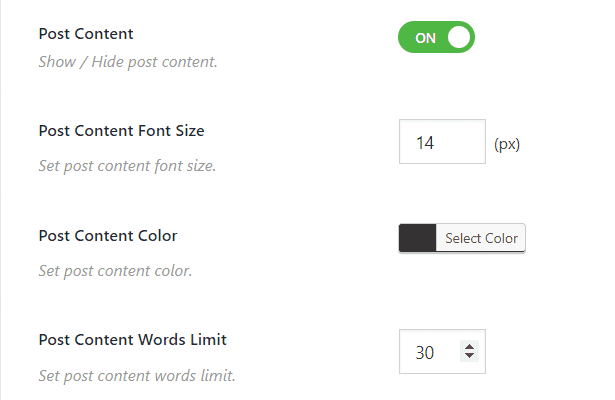 Post Content
ON
Show / Hide post content.
Post Content Font Size
14 (px)
Set post content font size.
Post Content Color
Select Color
Set post content color.
Post Content Words Limit
30
Set post content words limit.